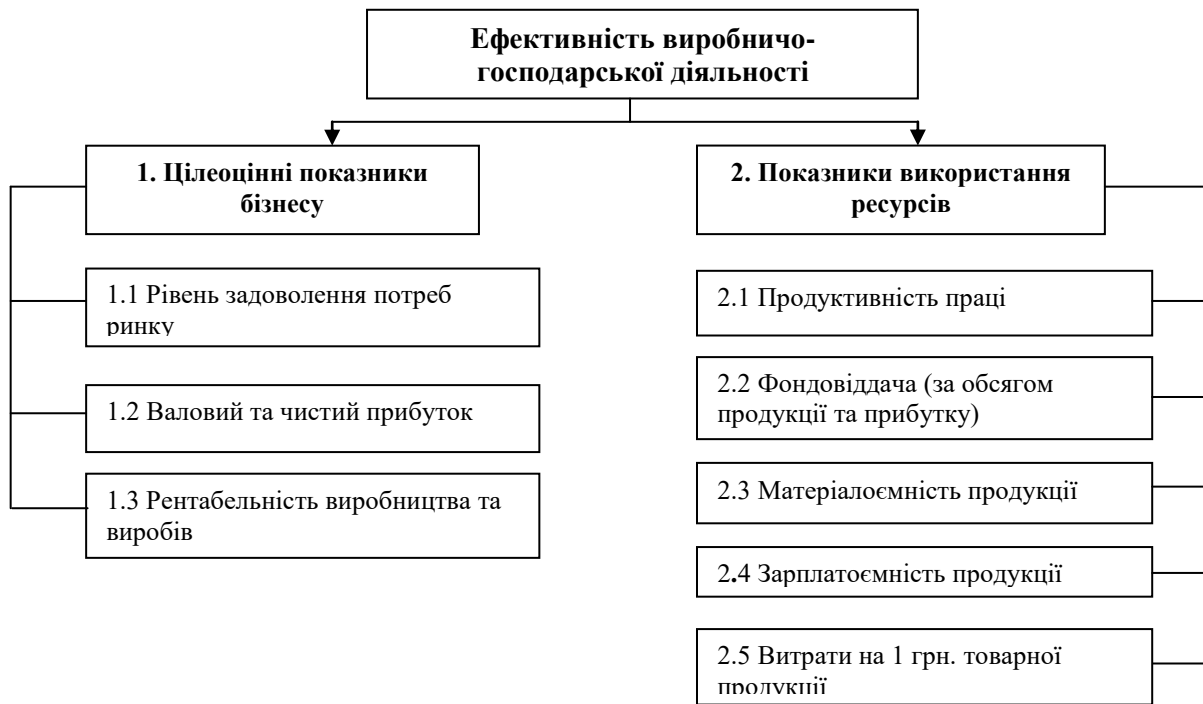 Ефективність виробничо-
господарської діяльності
1. Цілеоцінні показники
бізнесу
1.1 Рівень задоволення потреб
ринку
1.2 Валовий та чистий прибуток
1.3 Рентабельність виробництва та
виробів
2. Показники використання
ресурсів
2.1 Продуктивність праці
2.2 Фондовіддача (за обсягом
продукції та прибутку)
2.3 Матеріалоємність продукції
2.4 Зарплатоємність продукції
2.5 Витрати на 1 грн. товарної
продукції